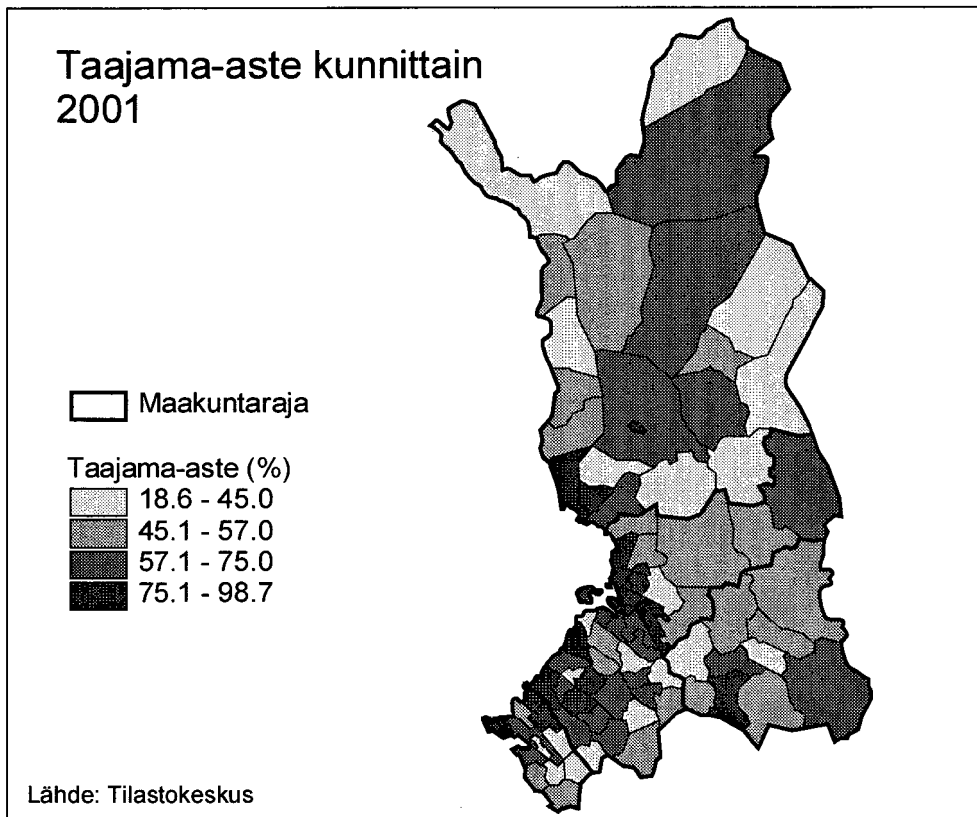 Taajama-aste kunnittain
2001
Maakuntaraja
Taajama-aste (%)
18.6 - 45.0
45.1 - 57.0
57.1 - 75.0
75.1 - 98.7
Lähde: Tilastokeskus